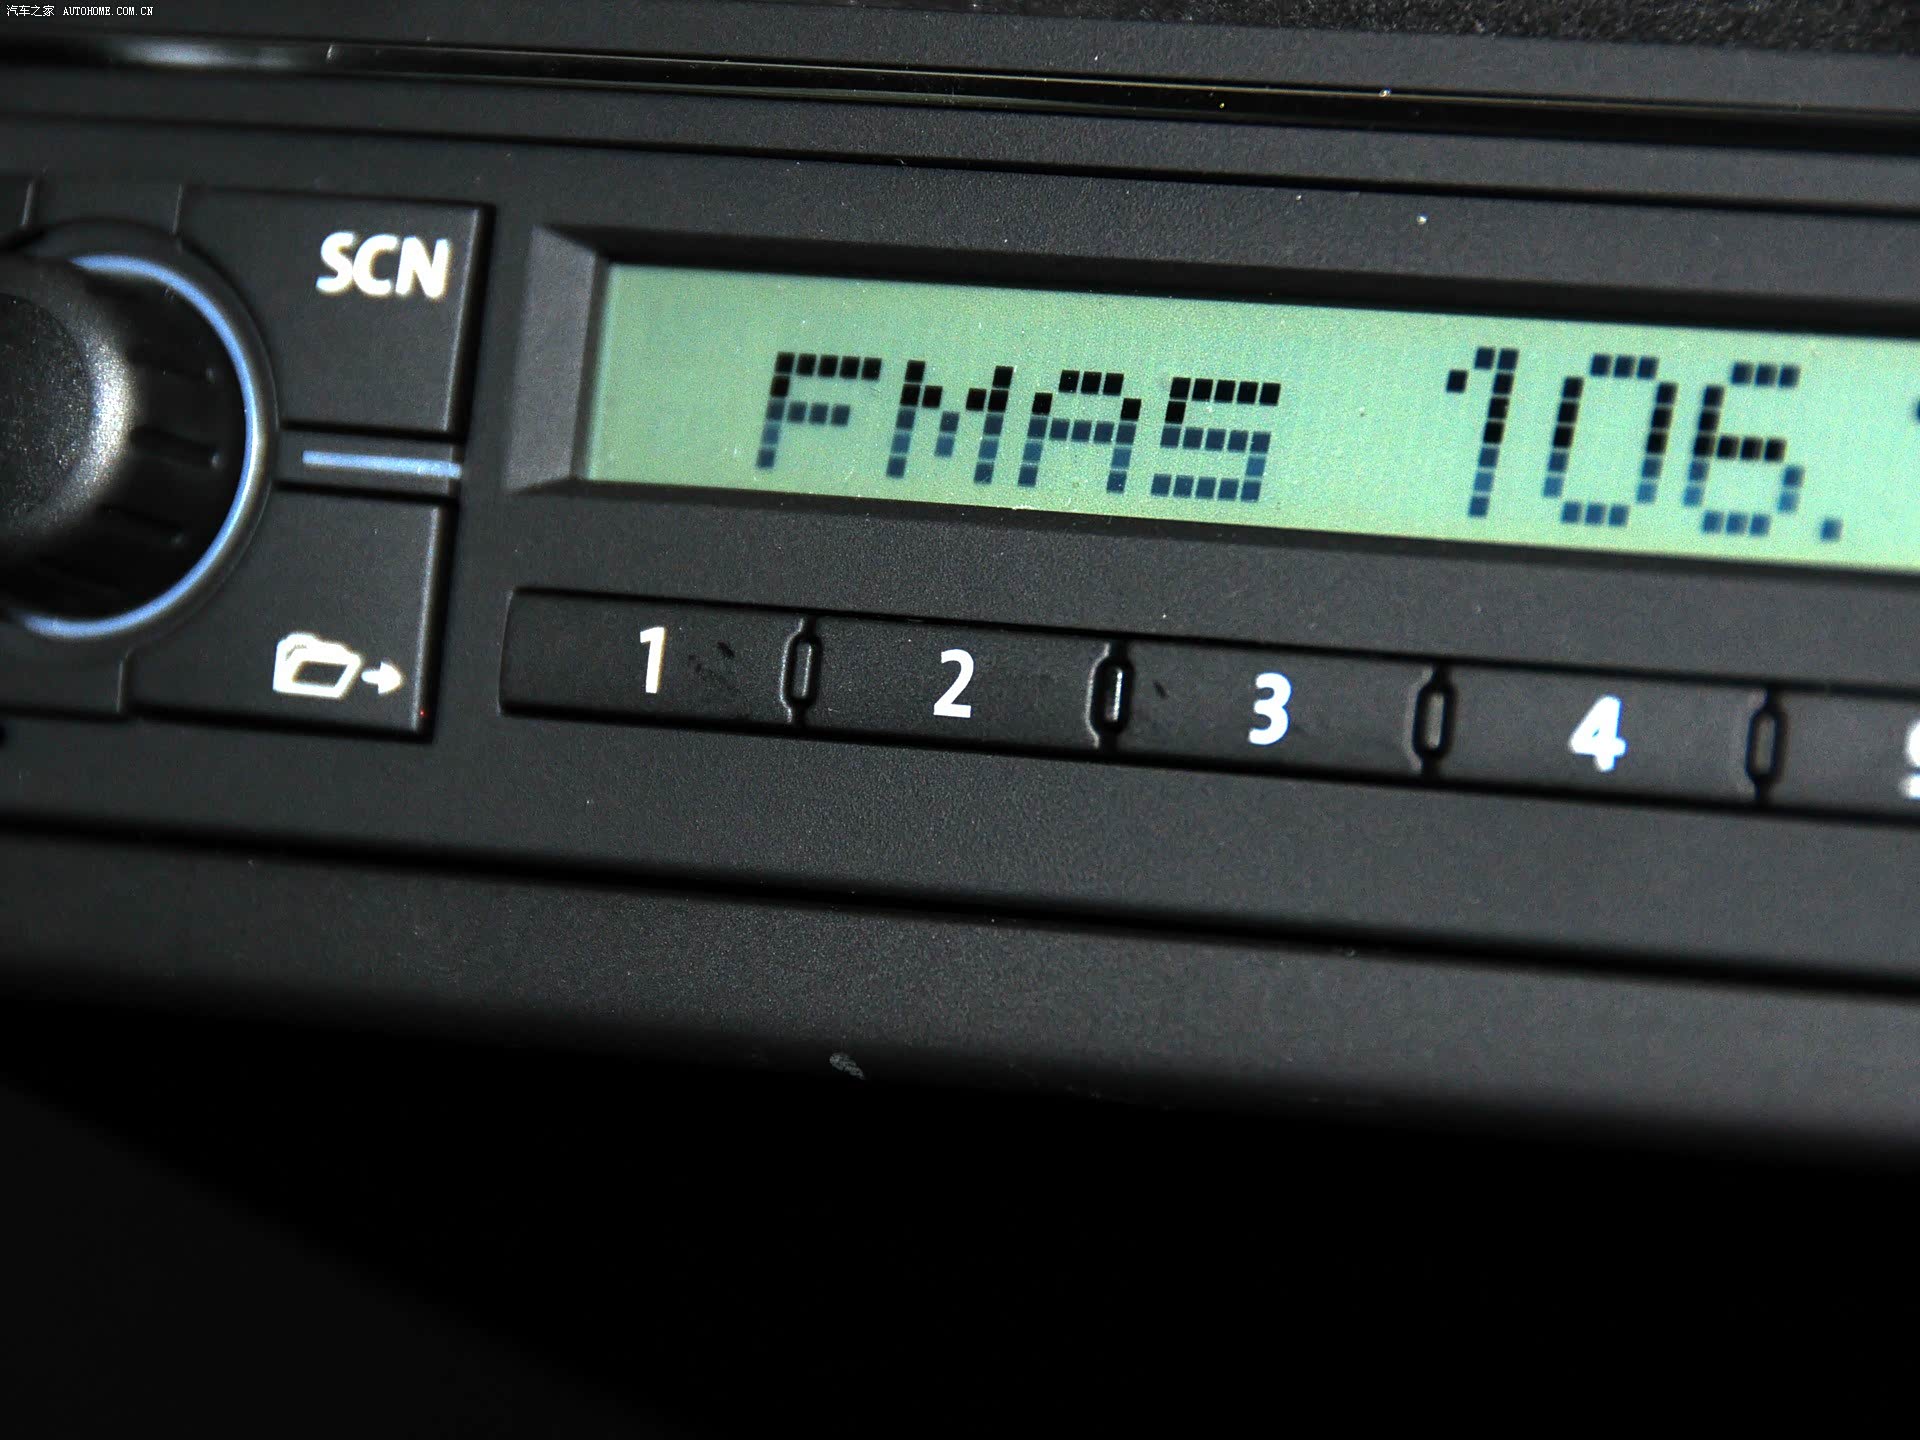 汽车之家 AUTOHOME.COM.CN
SCN
FMAS 106.
1 2 3 4